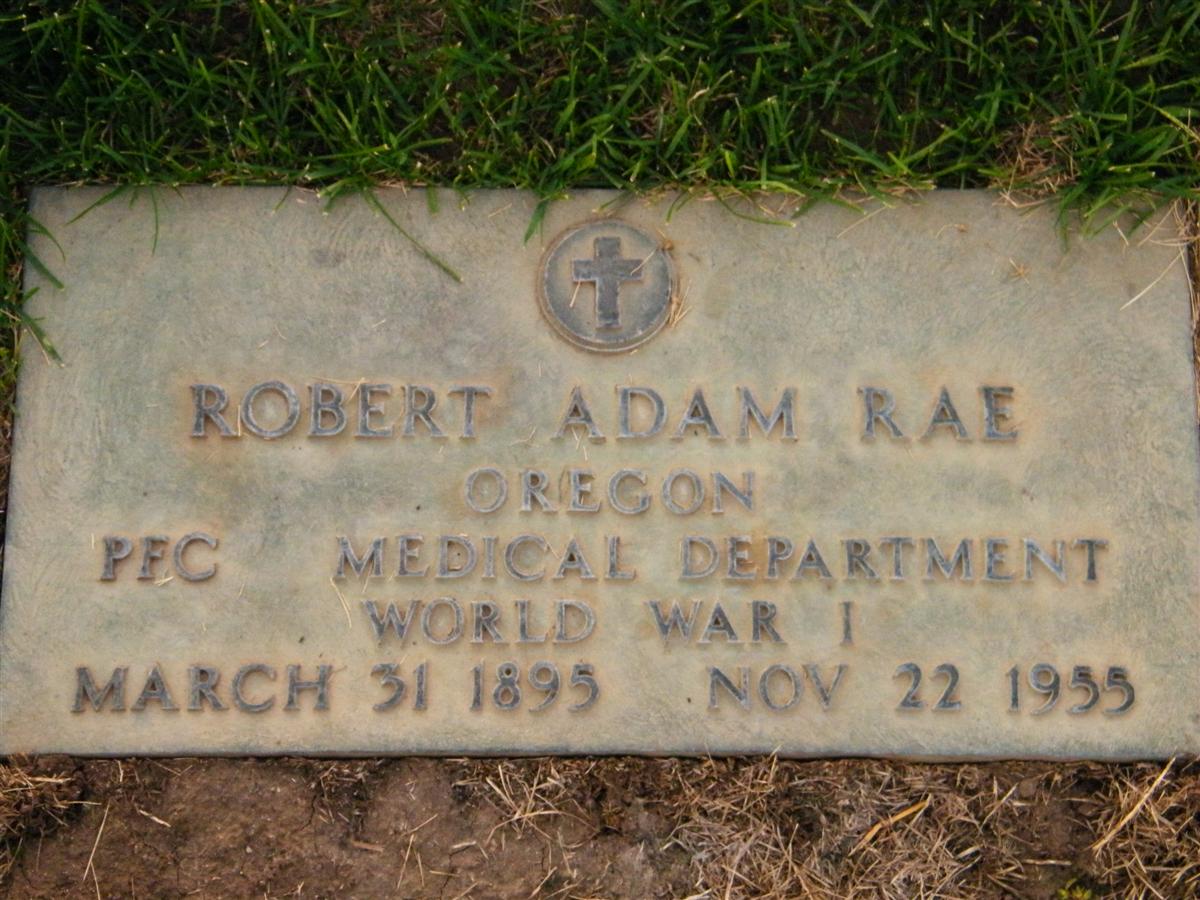 ROBERT ADAM RAE
OREGON
PFC MEDICAL DEPARTMENT
WORLD WAR I
MARCH 31 1895 NOV 22 1955